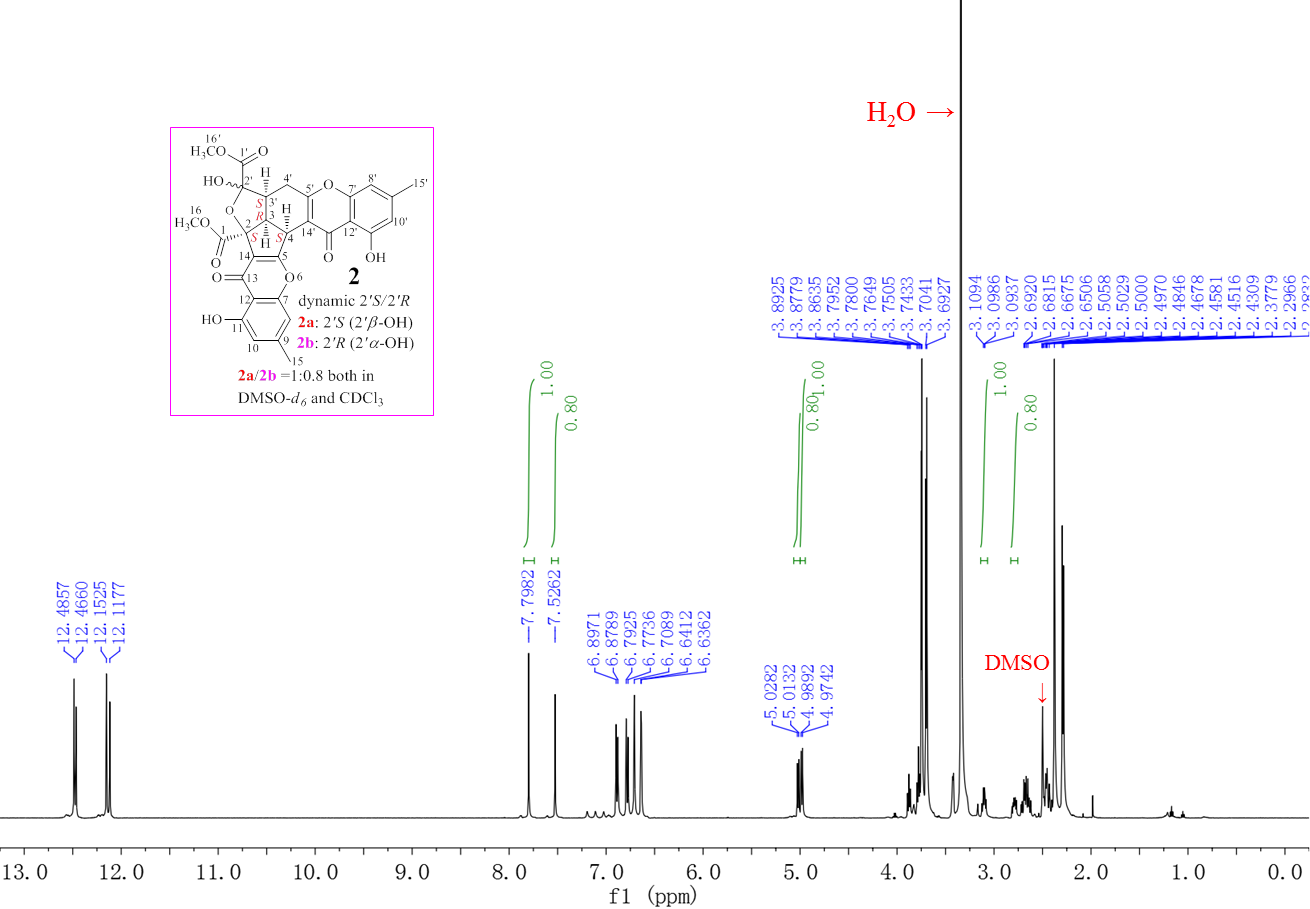 H₂O →
16'
H₃CO
1'
O
HO
2'
H
4'
5'
O
7'
8'
15'
S
3'
R
3
H
O
16
H₃CO
1
2
S
H
S
4
14'
12'
10'
O
14
5
O
OH
O
13
O6
2
12
7
dynamic 2'S/2'R
HO
11
2a: 2'S (2'β-OH)
10
9
2b: 2'R (2'α-OH)
15
2a/2b =1:0.8 both in
DMSO-d₆ and CDCl₃
3.8925
3.8779
3.8635
3.7952
3.7800
3.7649
3.7505
3.7433
3.7041
3.6927
3.1094
3.0986
3.0937
2.6920
2.6815
2.6675
2.6506
2.5058
2.5029
2.5000
2.4970
2.4846
2.4678
2.4581
2.4516
2.4309
2.3779
2.2966
1.00
0.80
0.80
1.00
1.00
0.80
12.4857
12.4660
12.1525
12.1177
7.7982
7.5262
6.8971
6.8789
6.7925
6.7736
6.7089
6.6412
6.6362
5.0282
5.0132
4.9892
4.9742
DMSO
↓
13.0 12.0 11.0 10.0 9.0 8.0 7.0 6.0 5.0 4.0 3.0 2.0 1.0 0.0
f1 (ppm)